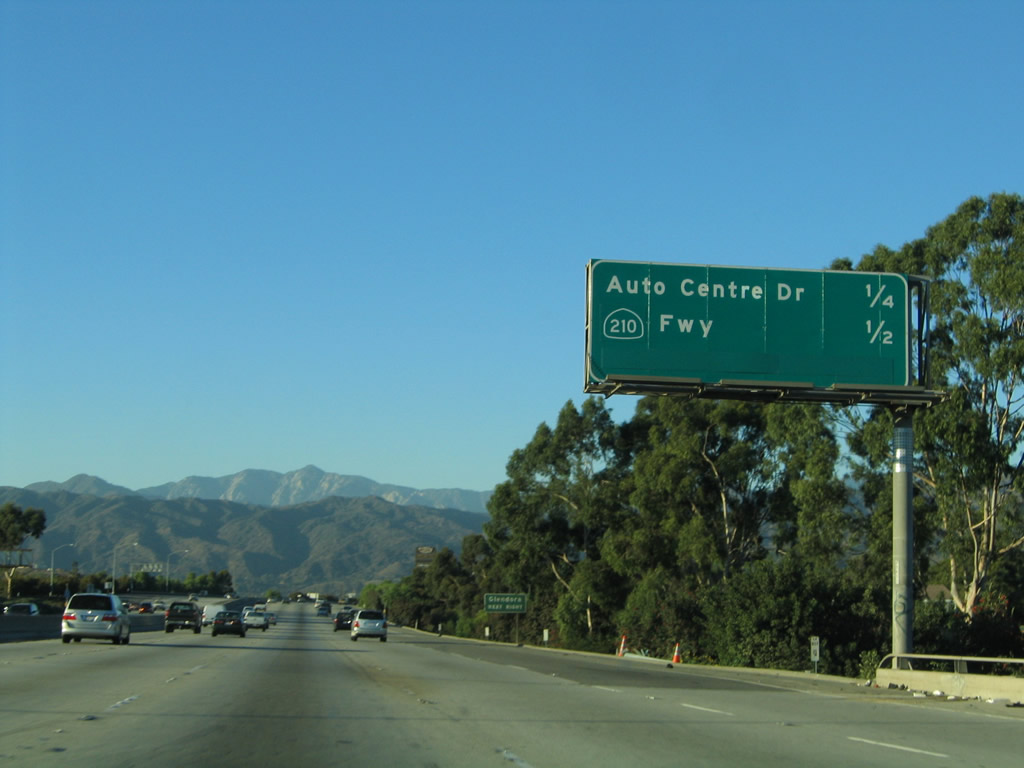 Auto Centre Dr 1/4
210 Fwy 1/2
Glendora
NEXT RIGHT